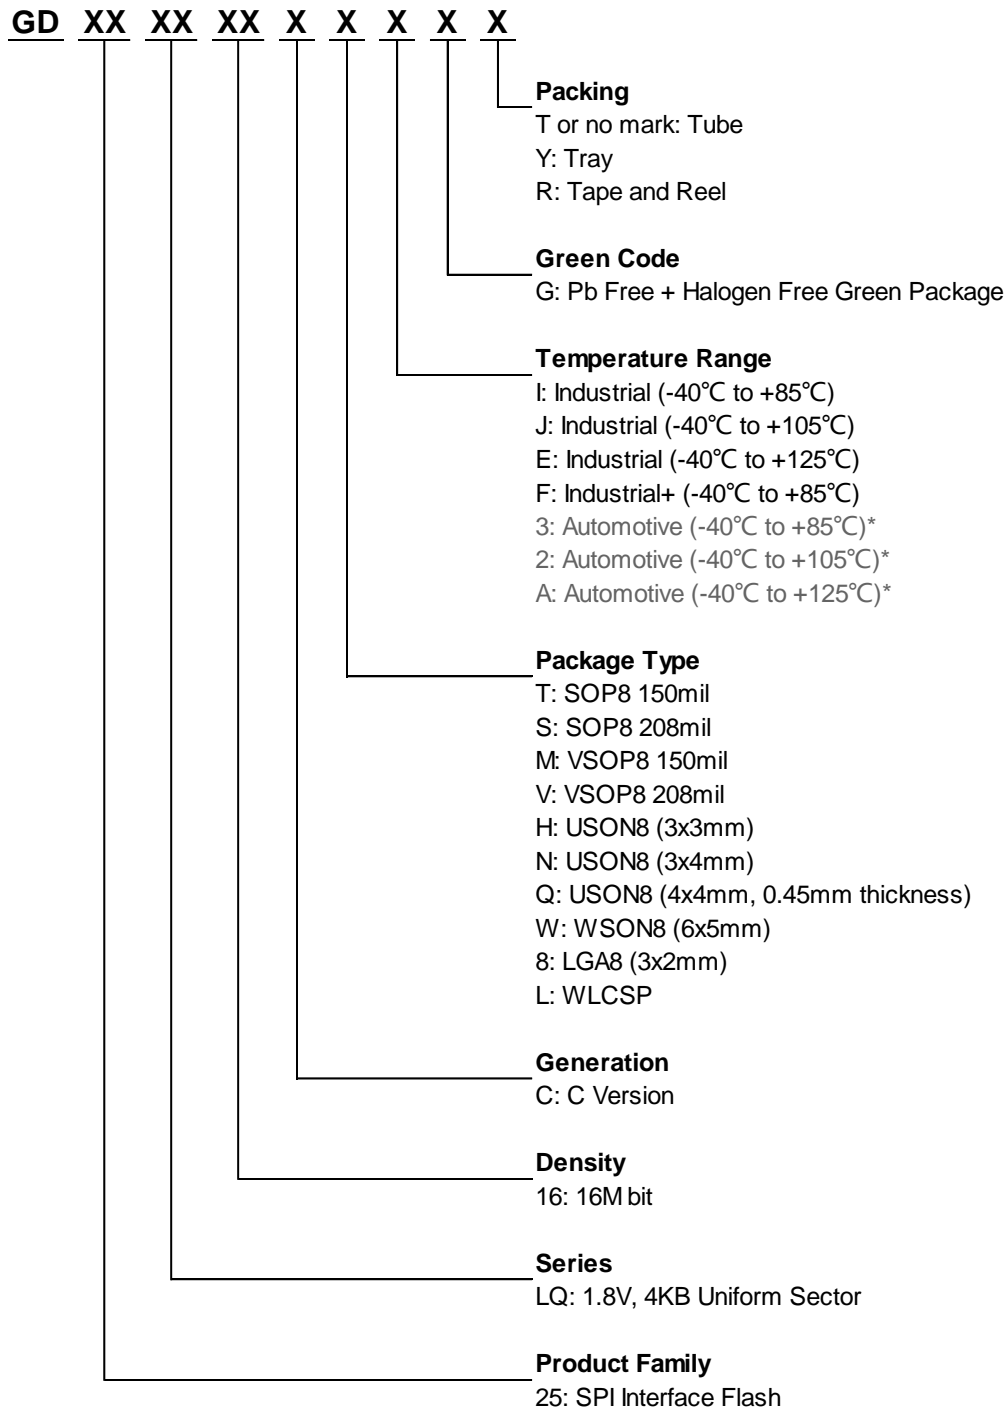 GD XX XX XX X X X X X
Packing
T or no mark: Tube
Y: Tray
R: Tape and Reel
Green Code
G: Pb Free + Halogen Free Green Package
Temperature Range
I: Industrial (-40℃ to +85℃)
J: Industrial (-40℃ to +105℃)
E: Industrial (-40℃ to +125℃)
F: Industrial+ (-40℃ to +85℃)
3: Automotive (-40℃ to +85℃)*
2: Automotive (-40℃ to +105℃)*
A: Automotive (-40℃ to +125℃)*
Package Type
T: SOP8 150mil
S: SOP8 208mil
M: VSOP8 150mil
V: VSOP8 208mil
H: USON8 (3x3mm)
N: USON8 (3x4mm)
Q: USON8 (4x4mm, 0.45mm thickness)
W: WSON8 (6x5mm)
8: LGA8 (3x2mm)
L: WLCSP
Generation
C: C Version
Density
16: 16M bit
Series
LQ: 1.8V, 4KB Uniform Sector
Product Family
25: SPI Interface Flash